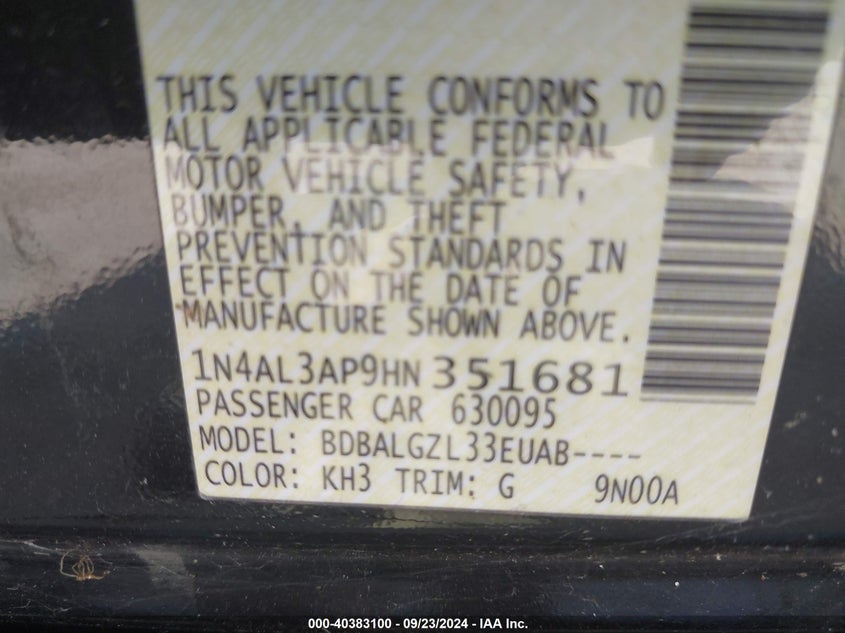 THIS VEHICLE CONFORMS TO
ALL APPLICABLE FEDERAL
MOTOR VEHICLE SAFETY,
BUMPER, AND THEFT
PREVENTION STANDARDS IN
EFFECT ON THE DATE OF
MANUFACTURE SHOWN ABOVE.
1N4AL3AP9HN 351681
PASSENGER CAR 630095
MODEL: BDBALGZL33EUAB----
COLOR: KH3 TRIM: G 9N00A
000-40383100 - 09/23/2024 - IAA Inc.